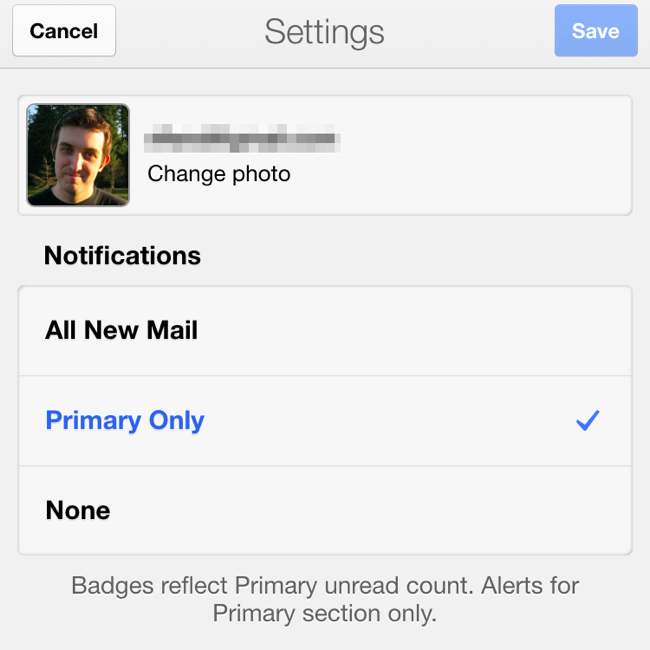 Cancel
Settings
Save
Change photo
Notifications
All New Mail
Primary Only
None
Badges reflect Primary unread count. Alerts for
Primary section only.